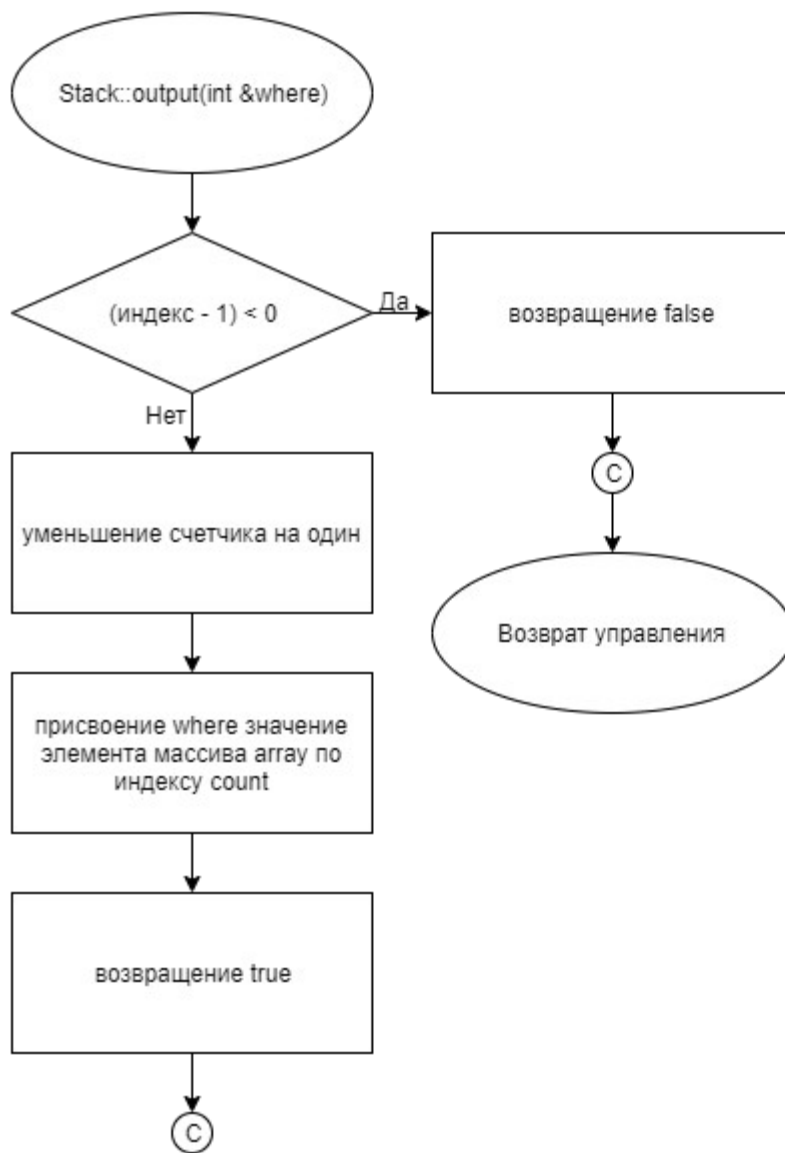 Stack::output(int &where)
(индекс - 1) < 0
Да
возвращение false
Нет
С
уменьшение счетчика на один
Возврат управления
присвоение where значение
элемента массива array по
индексу count
возвращение true
С